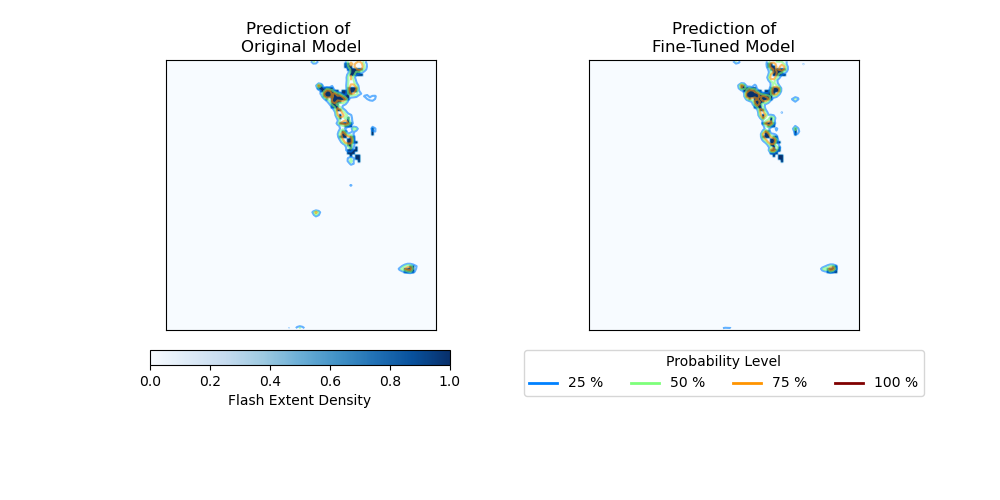 Prediction of
Original Model
Prediction of
Fine-Tuned Model
0.0 0.2 0.4 0.6 0.8 1.0
Flash Extent Density
Probability Level
25 % 50 % 75 % 100 %